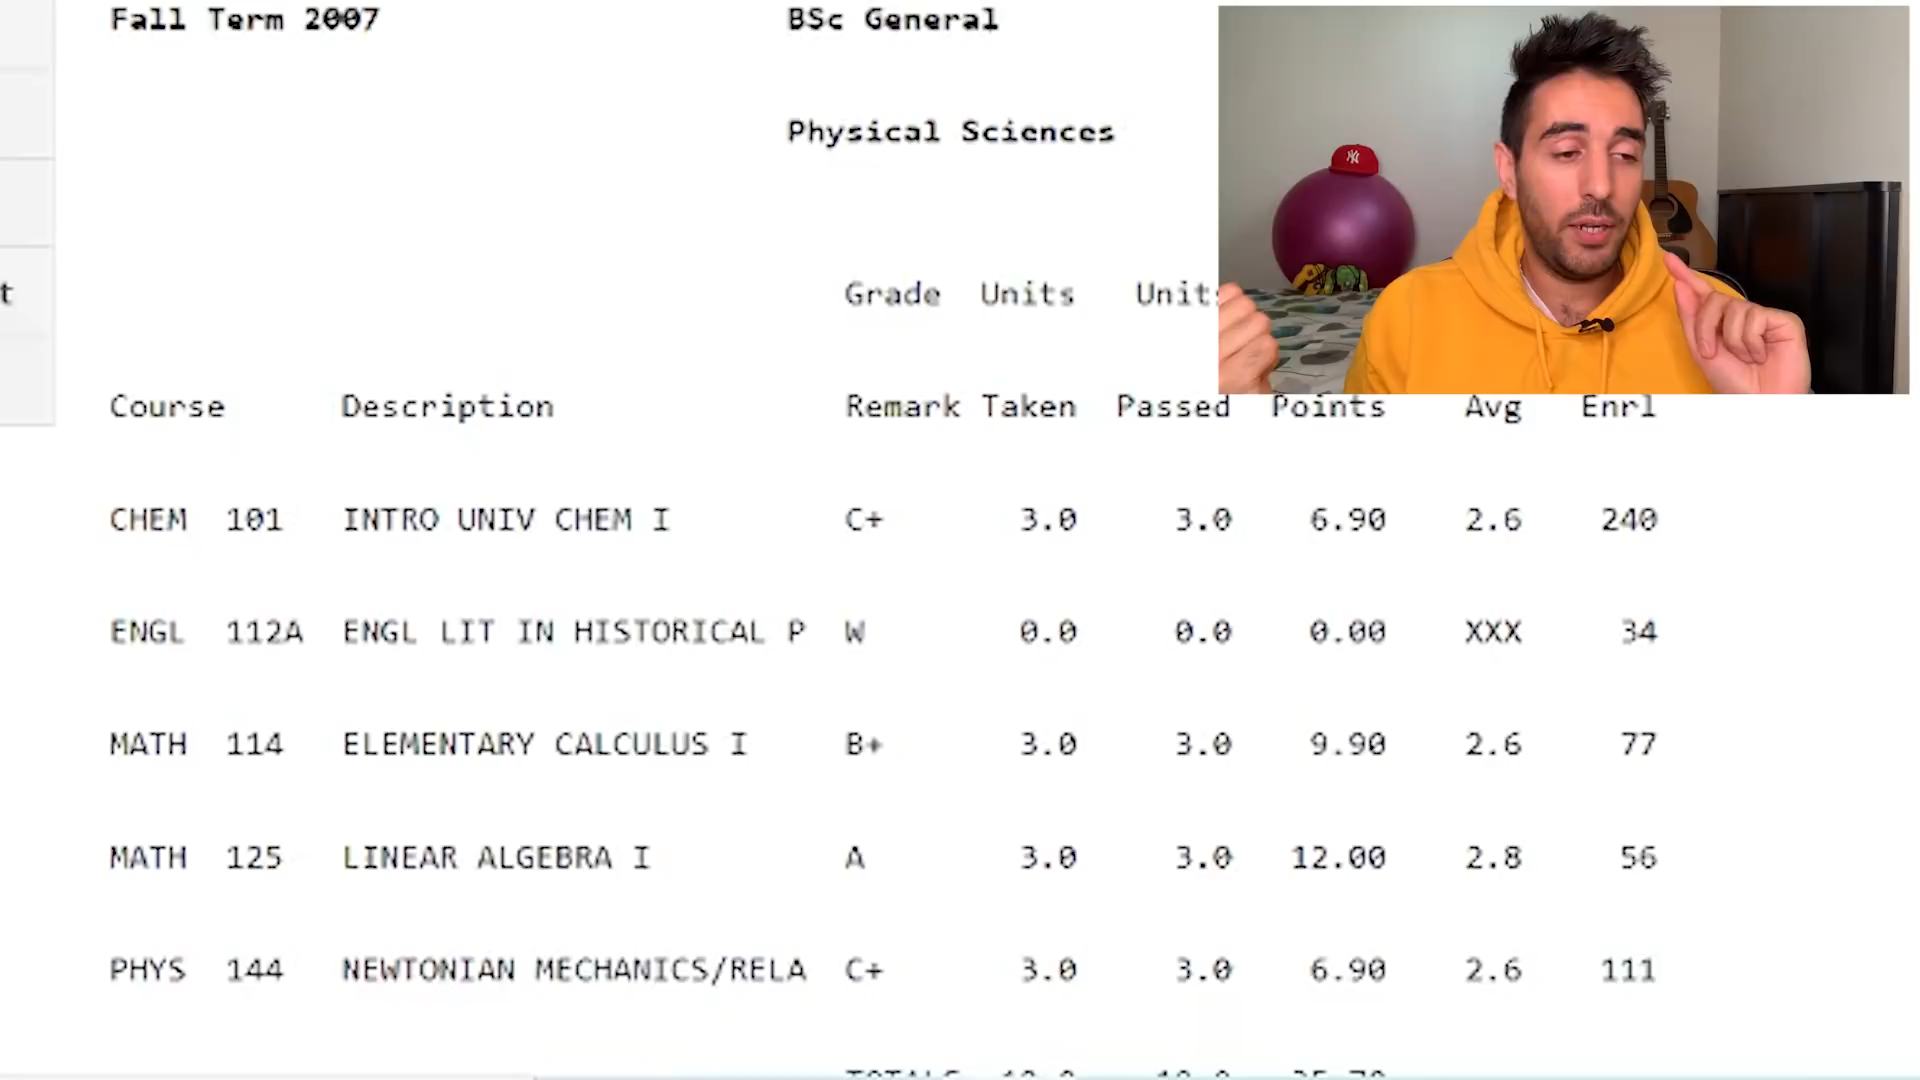 Fall Term 2007 BSc General
Physical Sciences
Grade Units Unit
t
Course Description Remark Taken Passed Points Avg Enrl
CHEM 101 INTRO UNIV CHEM I C+ 3.0 3.0 6.90 2.6 240
ENGL 112A ENGL LIT IN HISTORICAL P W 0.0 0.0 0.00 XXX 34
MATH 114 ELEMENTARY CALCULUS I B+ 3.0 3.0 9.90 2.6 77
MATH 125 LINEAR ALGEBRA I A 3.0 3.0 12.00 2.8 56
PHYS 144 NEWTONIAN MECHANICS/RELA C+ 3.0 3.0 6.90 2.6 111